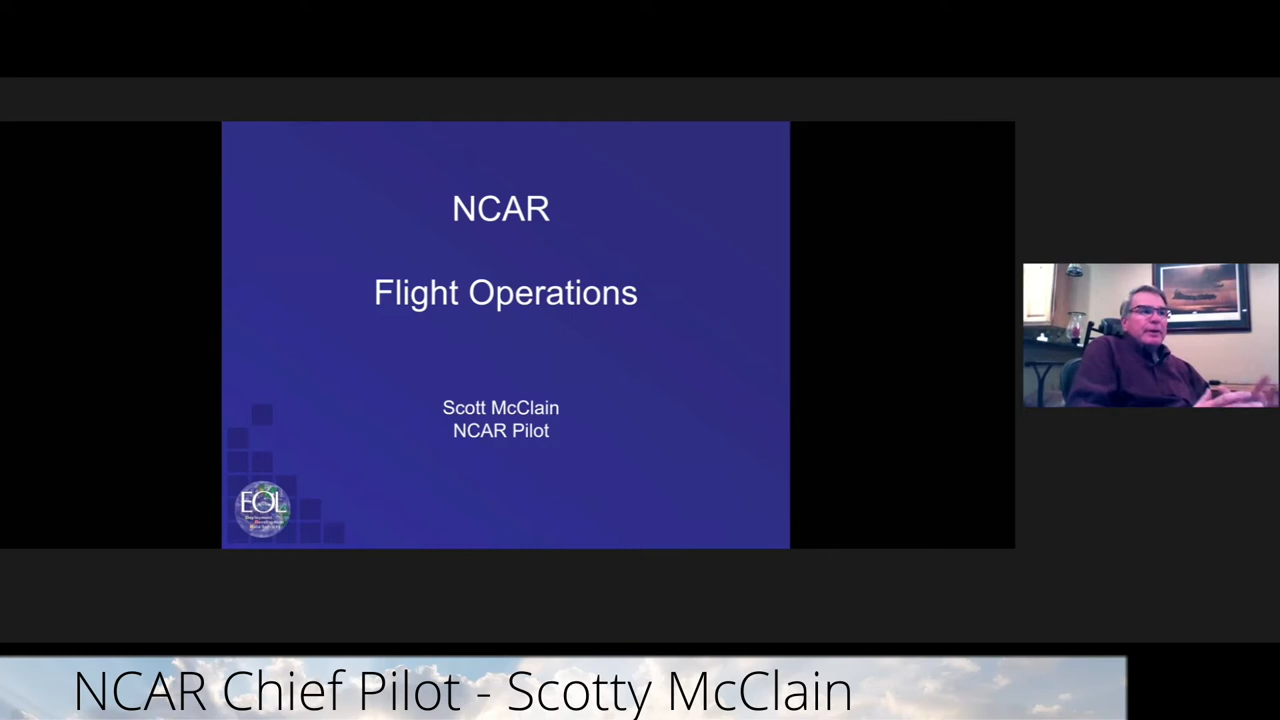 NCAR
Flight Operations
Scott McClain
NCAR Pilot
EOL
NCAR Chief Pilot - Scotty McClain